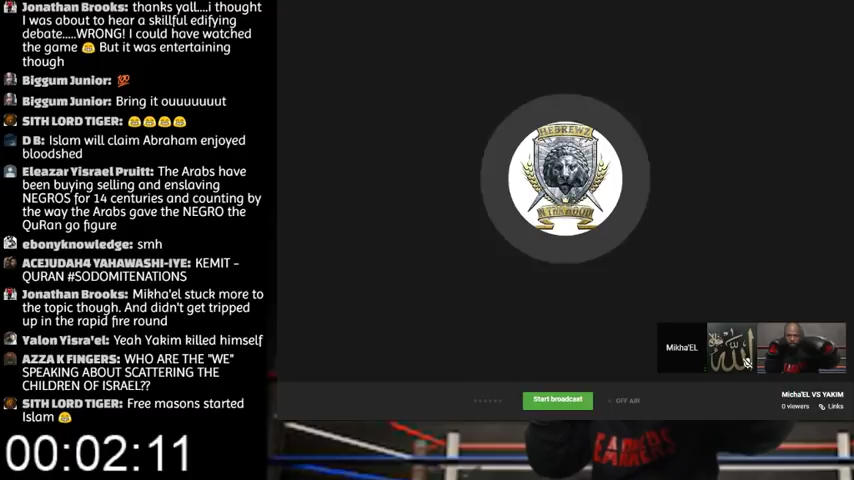 Jonathan Brooks: thanks yall....i thought
I was about to hear a skillful edifying
debate.....WRONG! I could have watched
the game 😂 But it was entertaining
though
Biggum Junior: 💯
Biggum Junior: Bring it ouuuuuuut
SITH LORD TIGER: 😂😂😂😂
D B: Islam will claim Abraham enjoyed
bloodshed
Eleazar Yisrael Pruitt: The Arabs have
been buying selling and enslaving
NEGROS for 14 centuries and counting by
the way the Arabs gave the NEGRO the
QuRan go figure
ebonyknowledge: smh
ACEJUDAH4 YAHAWASHI-IYE: KEMIT -
QURAN #SODOMITENATIONS
Jonathan Brooks: Mikha'el stuck more to
the topic though. And didn't get tripped
up in the rapid fire round
Yalon Yisra'el: Yeah Yakim killed himself
AZZA K FINGERS: WHO ARE THE "WE"
SPEAKING ABOUT SCATTERING THE
CHILDREN OF ISRAEL??
SITH LORD TIGER: Free masons started
Islam 😂
00:02:11
HEBREWZ
N THA HOOD
Mikha'EL
الله
Start broadcast
OFF AIR
Micha'EL VS YAKIM
0 viewers
Links